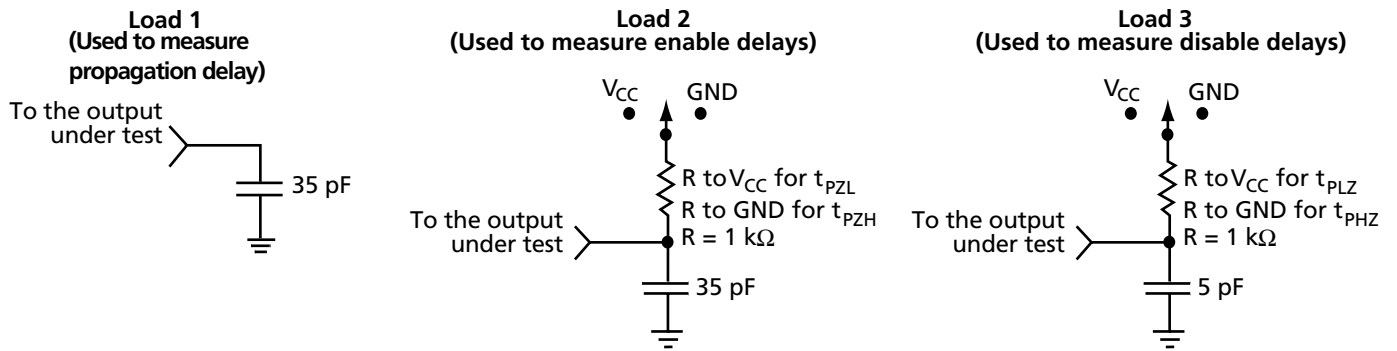 Load 1
(Used to measure
propagation delay)
To the output
under test
35 pF
Load 2
(Used to measure enable delays)
VCC
GND
R to VCC for tPZL
R to GND for tPZH
R = 1 kΩ
To the output
under test
35 pF
Load 3
(Used to measure disable delays)
VCC
GND
R to VCC for tPLZ
R to GND for tPHZ
R = 1 kΩ
To the output
under test
5 pF